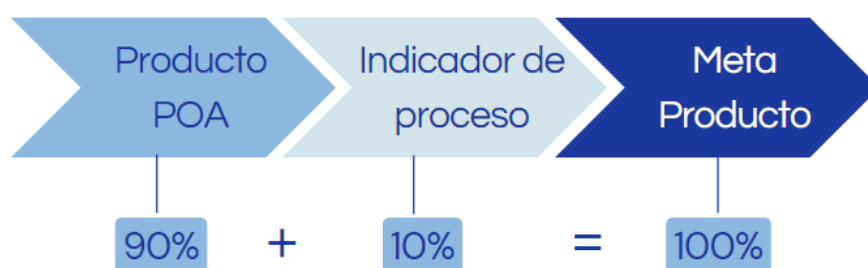 Producto
POA
Indicador de
proceso
Meta
Producto
90% + 10% = 100%